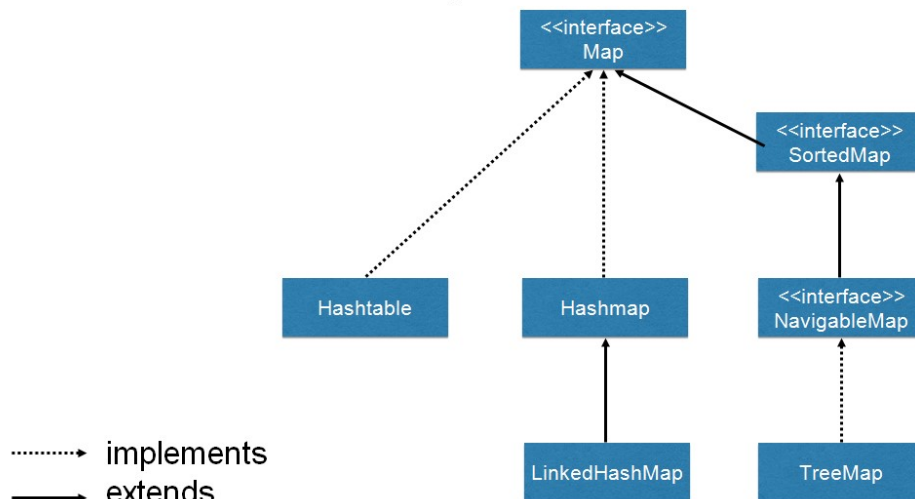 <<interface>>
Map
<<interface>>
SortedMap
Hashtable
Hashmap
<<interface>>
NavigableMap
implements
LinkedHashMap
TreeMap
extends